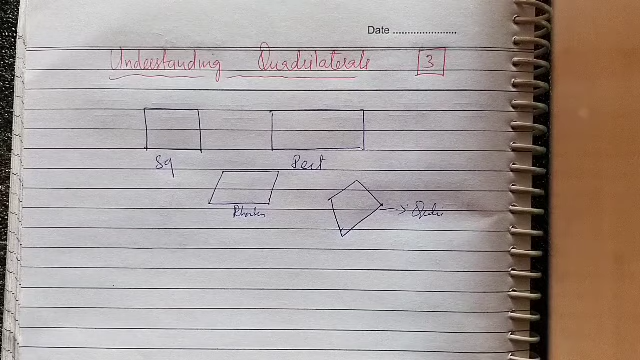 Date ......................
Understanding Quadrilaterals 3
Sq Rect